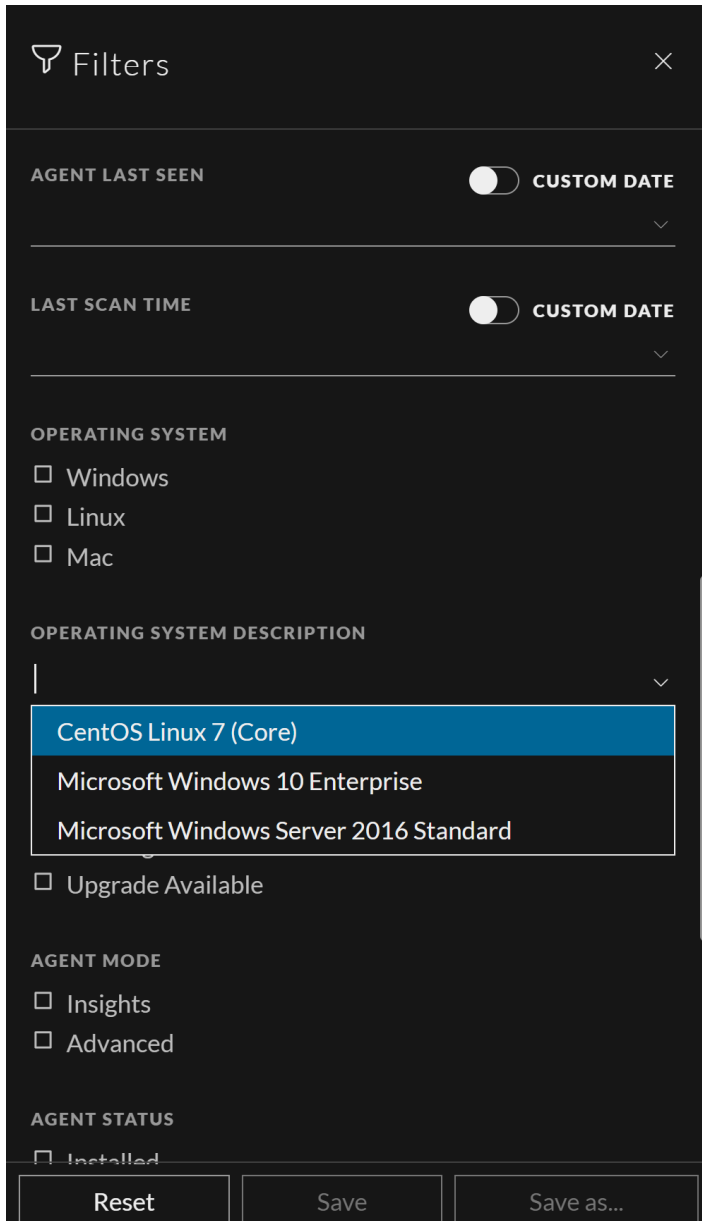 Filters
AGENT LAST SEEN
CUSTOM DATE
LAST SCAN TIME
CUSTOM DATE
OPERATING SYSTEM
Windows
Linux
Mac
OPERATING SYSTEM DESCRIPTION
CentOS Linux 7 (Core)
Microsoft Windows 10 Enterprise
Microsoft Windows Server 2016 Standard
Upgrade Available
AGENT MODE
Insights
Advanced
AGENT STATUS
Installed
Reset
Save
Save as...